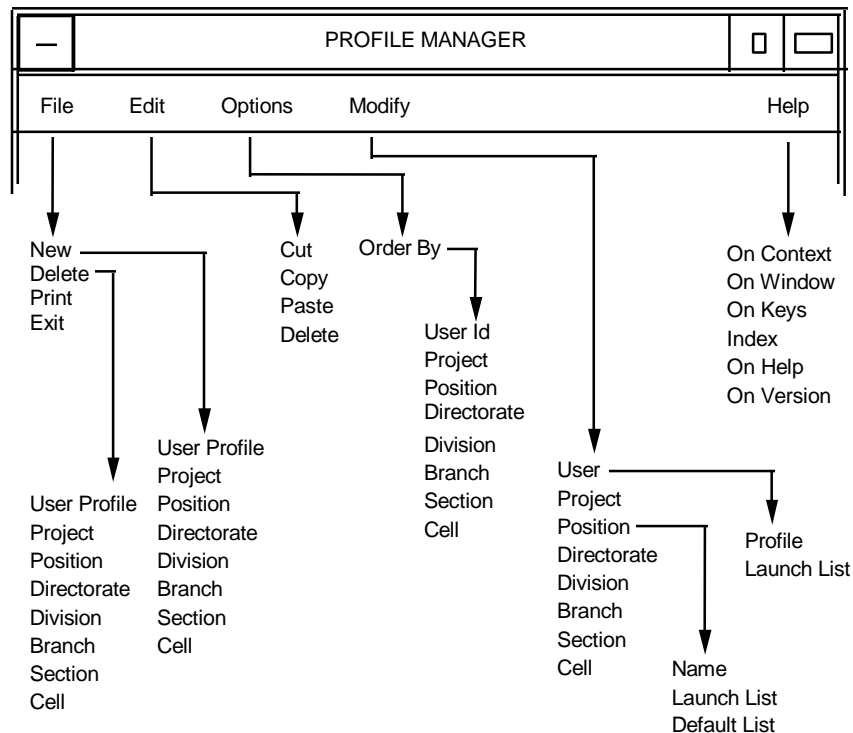 PROFILE MANAGER
File Edit Options Modify Help
New
Delete
Print
Exit
Cut
Copy
Paste
Delete
Order By
On Context
On Window
On Keys
Index
On Help
On Version
User Id
Project
Position
Directorate
Division
Branch
Section
Cell
User Profile
Project
Position
Directorate
Division
Branch
Section
Cell
User Profile
Project
Position
Directorate
Division
Branch
Section
Cell
User
Project
Position
Directorate
Division
Branch
Section
Cell
Profile
Launch List
Name
Launch List
Default List